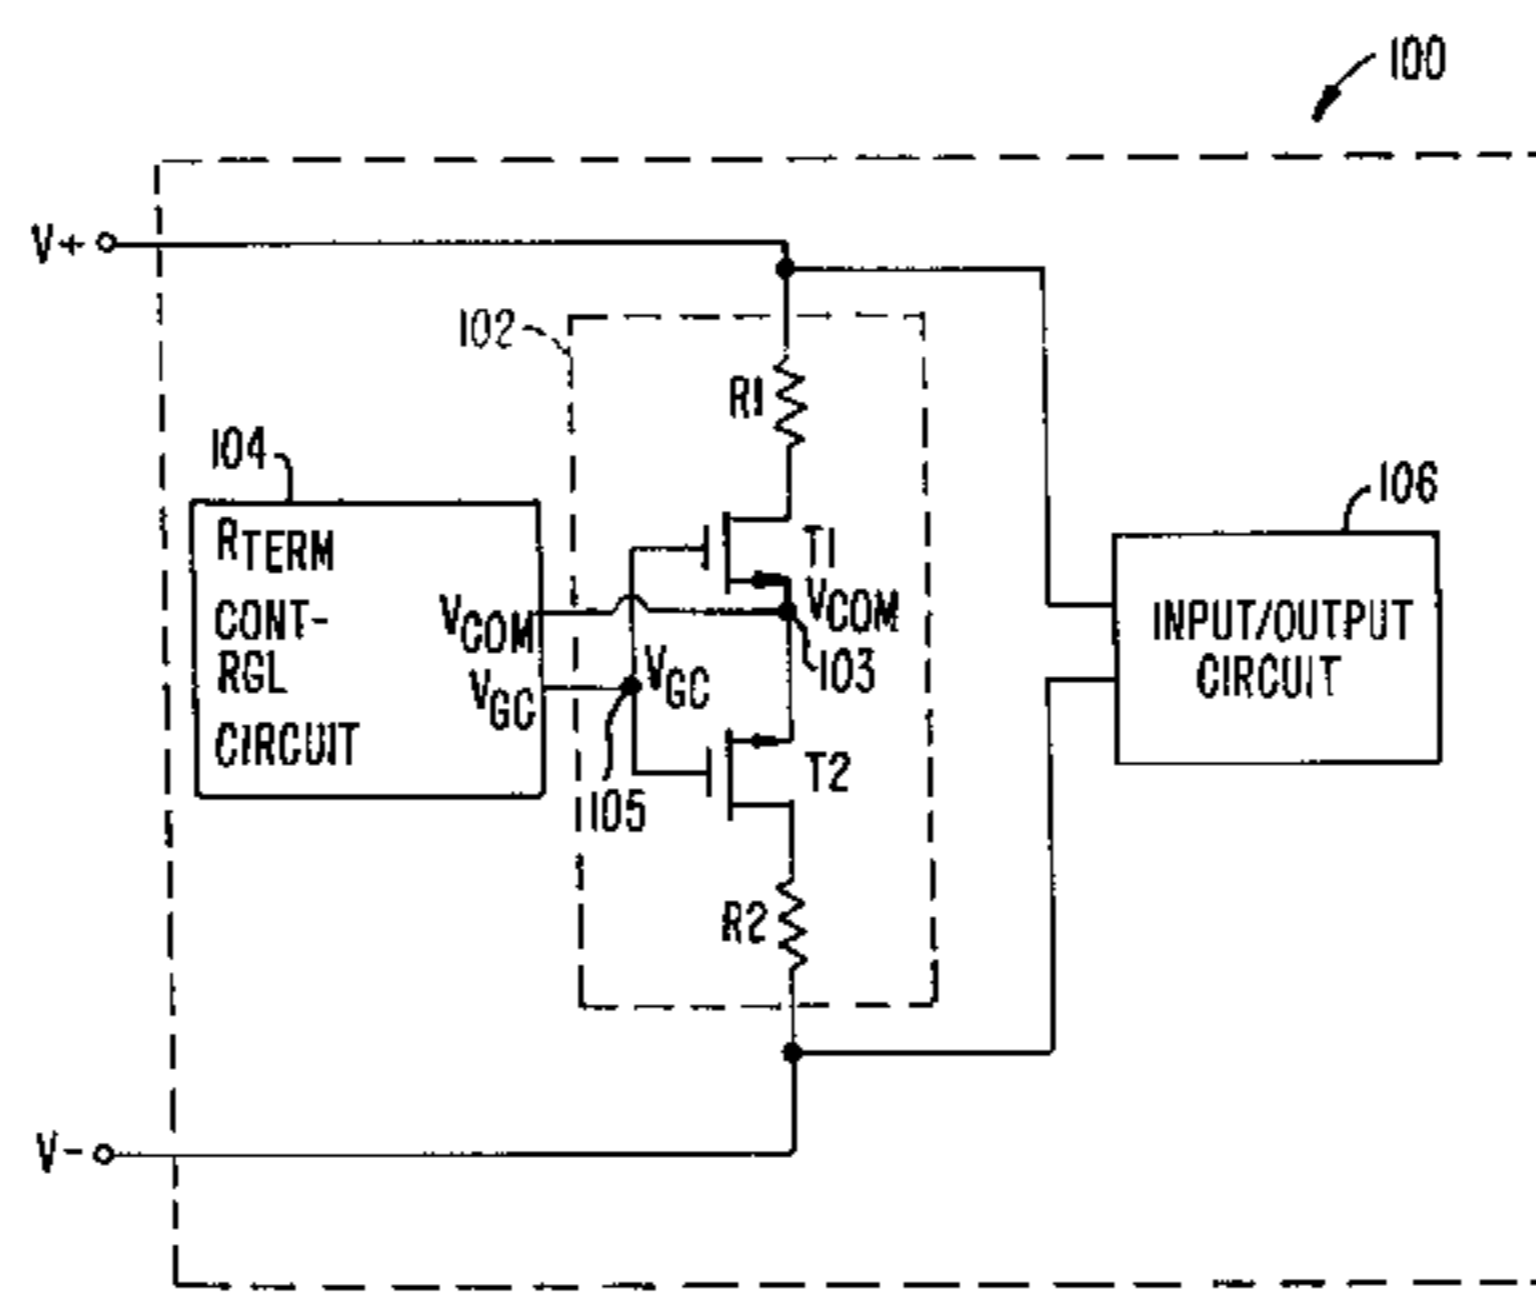 100
V+
102
R1
104
RTERM
CONT-
RGL
CIRCUIT
VCOM
VGC
T1
VCOM
103
VGC
105
T2
R2
106
INPUT/OUTPUT
CIRCUIT
V-